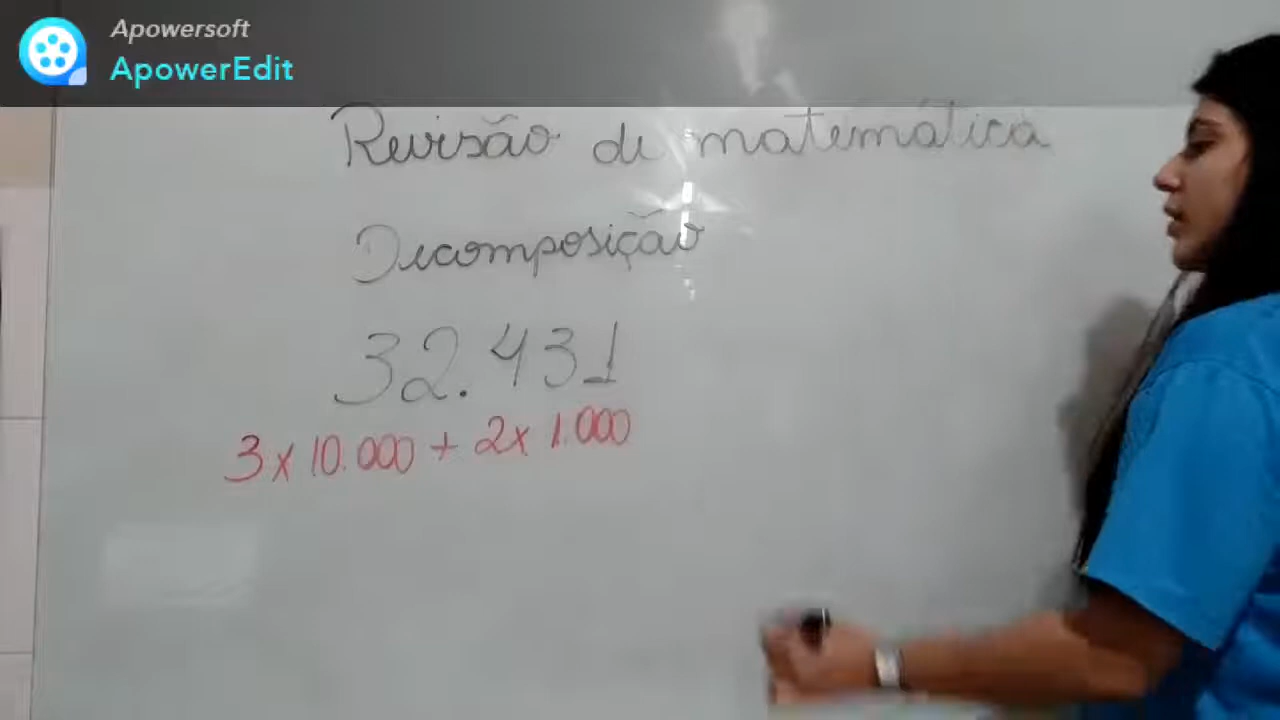 Apowersoft
ApowerEdit
Revisão de matemática
Decomposição
32.431
3 x 10.000 + 2 x 1.000